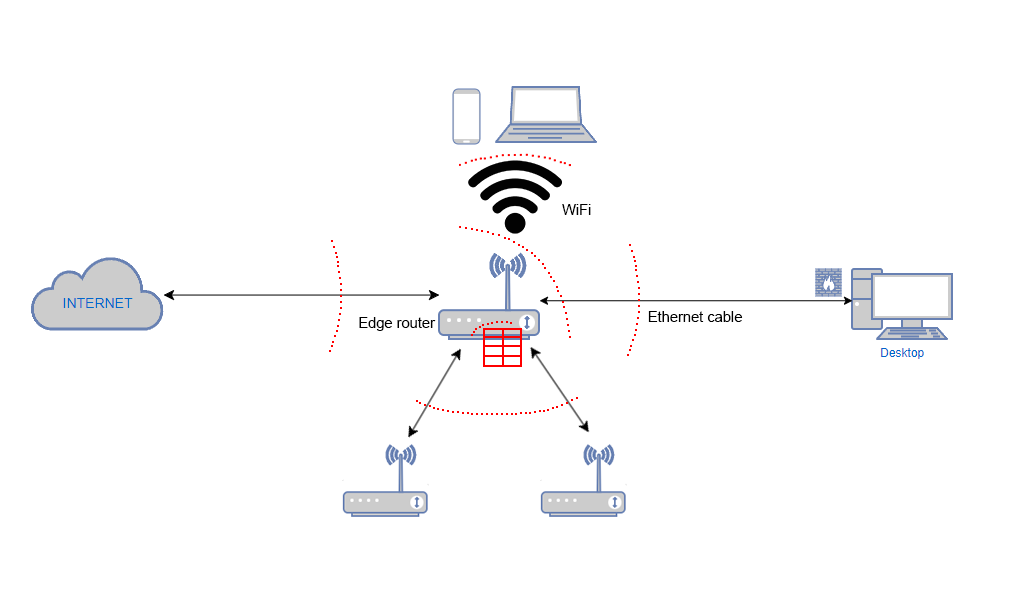 WiFi
INTERNET
Edge router
Ethernet cable
Desktop